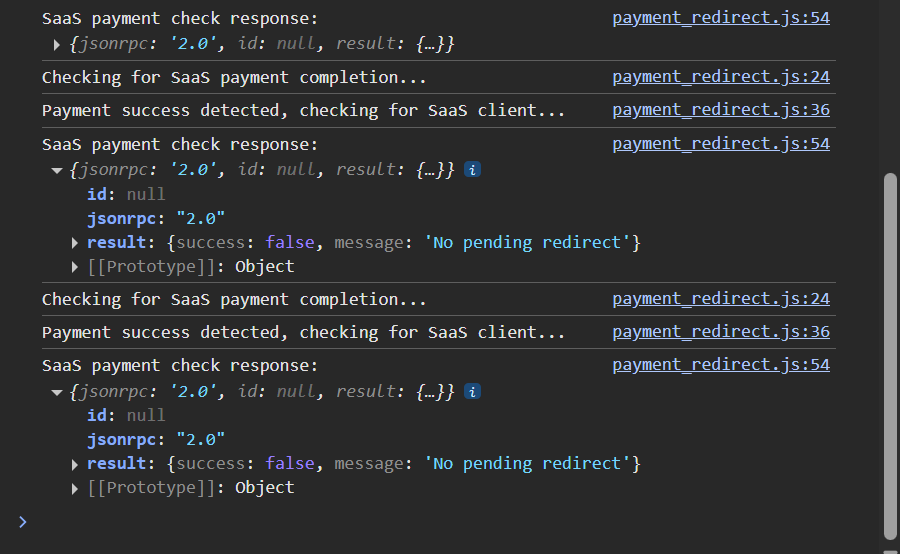 SaaS payment check response: payment_redirect.js:54
{jsonrpc: '2.0', id: null, result: {…}}
Checking for SaaS payment completion... payment_redirect.js:24
Payment success detected, checking for SaaS client... payment_redirect.js:36
SaaS payment check response: payment_redirect.js:54
{jsonrpc: '2.0', id: null, result: {…}} i
id: null
jsonrpc: "2.0"
result: {success: false, message: 'No pending redirect'}
[[Prototype]]: Object
Checking for SaaS payment completion... payment_redirect.js:24
Payment success detected, checking for SaaS client... payment_redirect.js:36
SaaS payment check response: payment_redirect.js:54
{jsonrpc: '2.0', id: null, result: {…}} i
id: null
jsonrpc: "2.0"
result: {success: false, message: 'No pending redirect'}
[[Prototype]]: Object